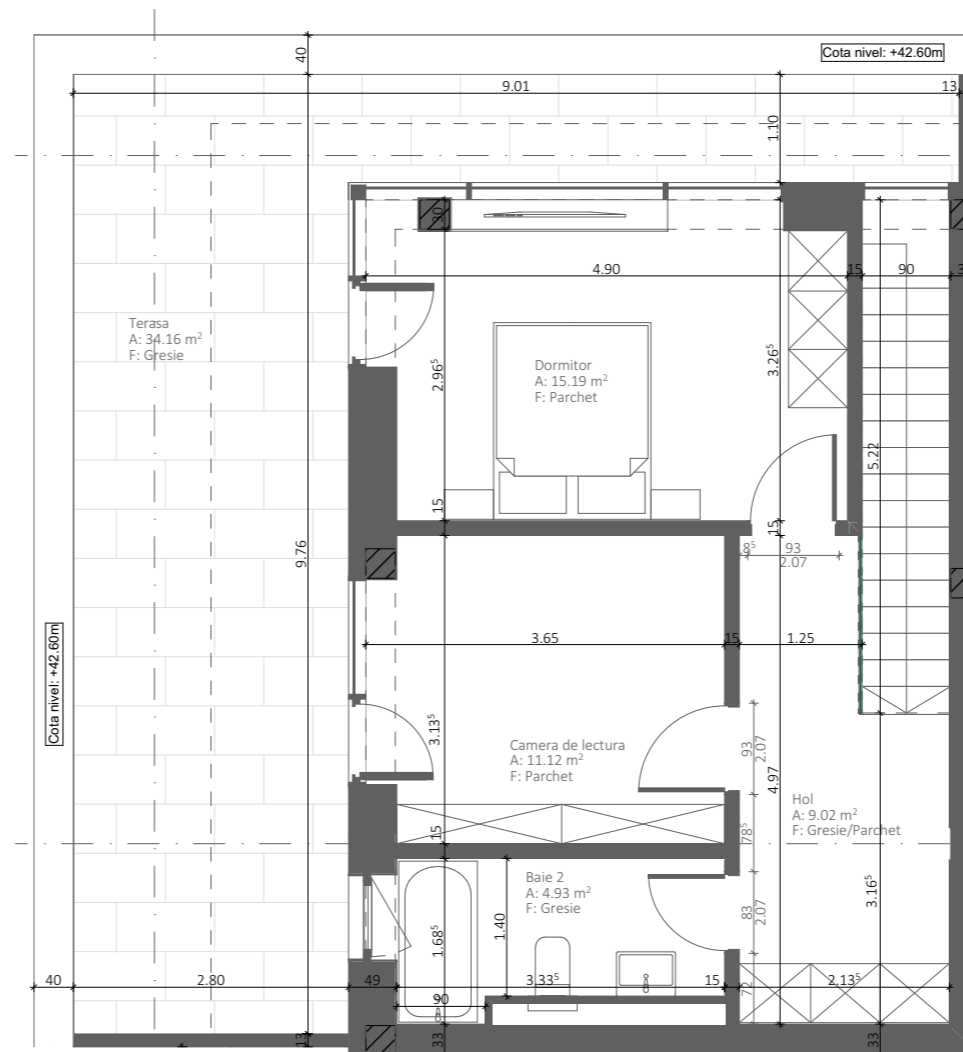 40
Cota nivel: +42.60m
9.01
13
1.10
30
4.90
15
90
3
Terasa
A: 34.16 m²
F: Gresie
2.96⁵
Dormitor
A: 15.19 m²
F: Parchet
3.26⁵
5.22
15
15
9.76
8⁵
93
2.07
3.65
15
1.25
Cota nivel: +42.60m
3.13⁵
Camera de lectura
A: 11.12 m²
F: Parchet
93
2.07
4.97
Hol
A: 9.02 m²
F: Gresie/Parchet
15
78⁵
Baie 2
A: 4.93 m²
F: Gresie
1.68⁵
1.40
83
2.07
3.16⁵
40
2.80
49
3.33⁵
15
72
2.13⁵
90
13
33
33